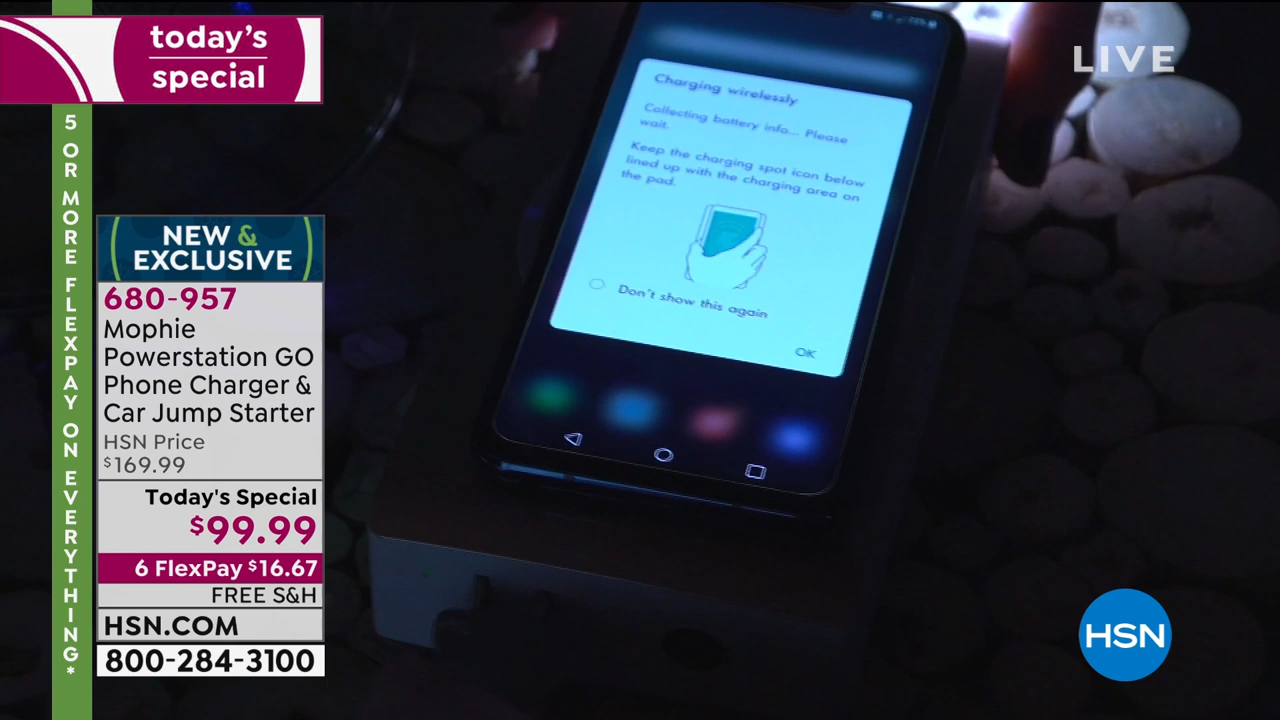 today's
special
LIVE
5 OR MORE FLEXPAY ON EVERYTHING*
NEW &
EXCLUSIVE
680-957
Mophie
Powerstation GO
Phone Charger &
Car Jump Starter
HSN Price
$169.99
Today's Special
$99.99
6 FlexPay $16.67
FREE S&H
HSN.COM
800-284-3100
Charging wirelessly
Collecting battery info... Please
wait.
Keep the charging spot icon below
lined up with the charging area on
the pad.
Don't show this again
OK
HSN